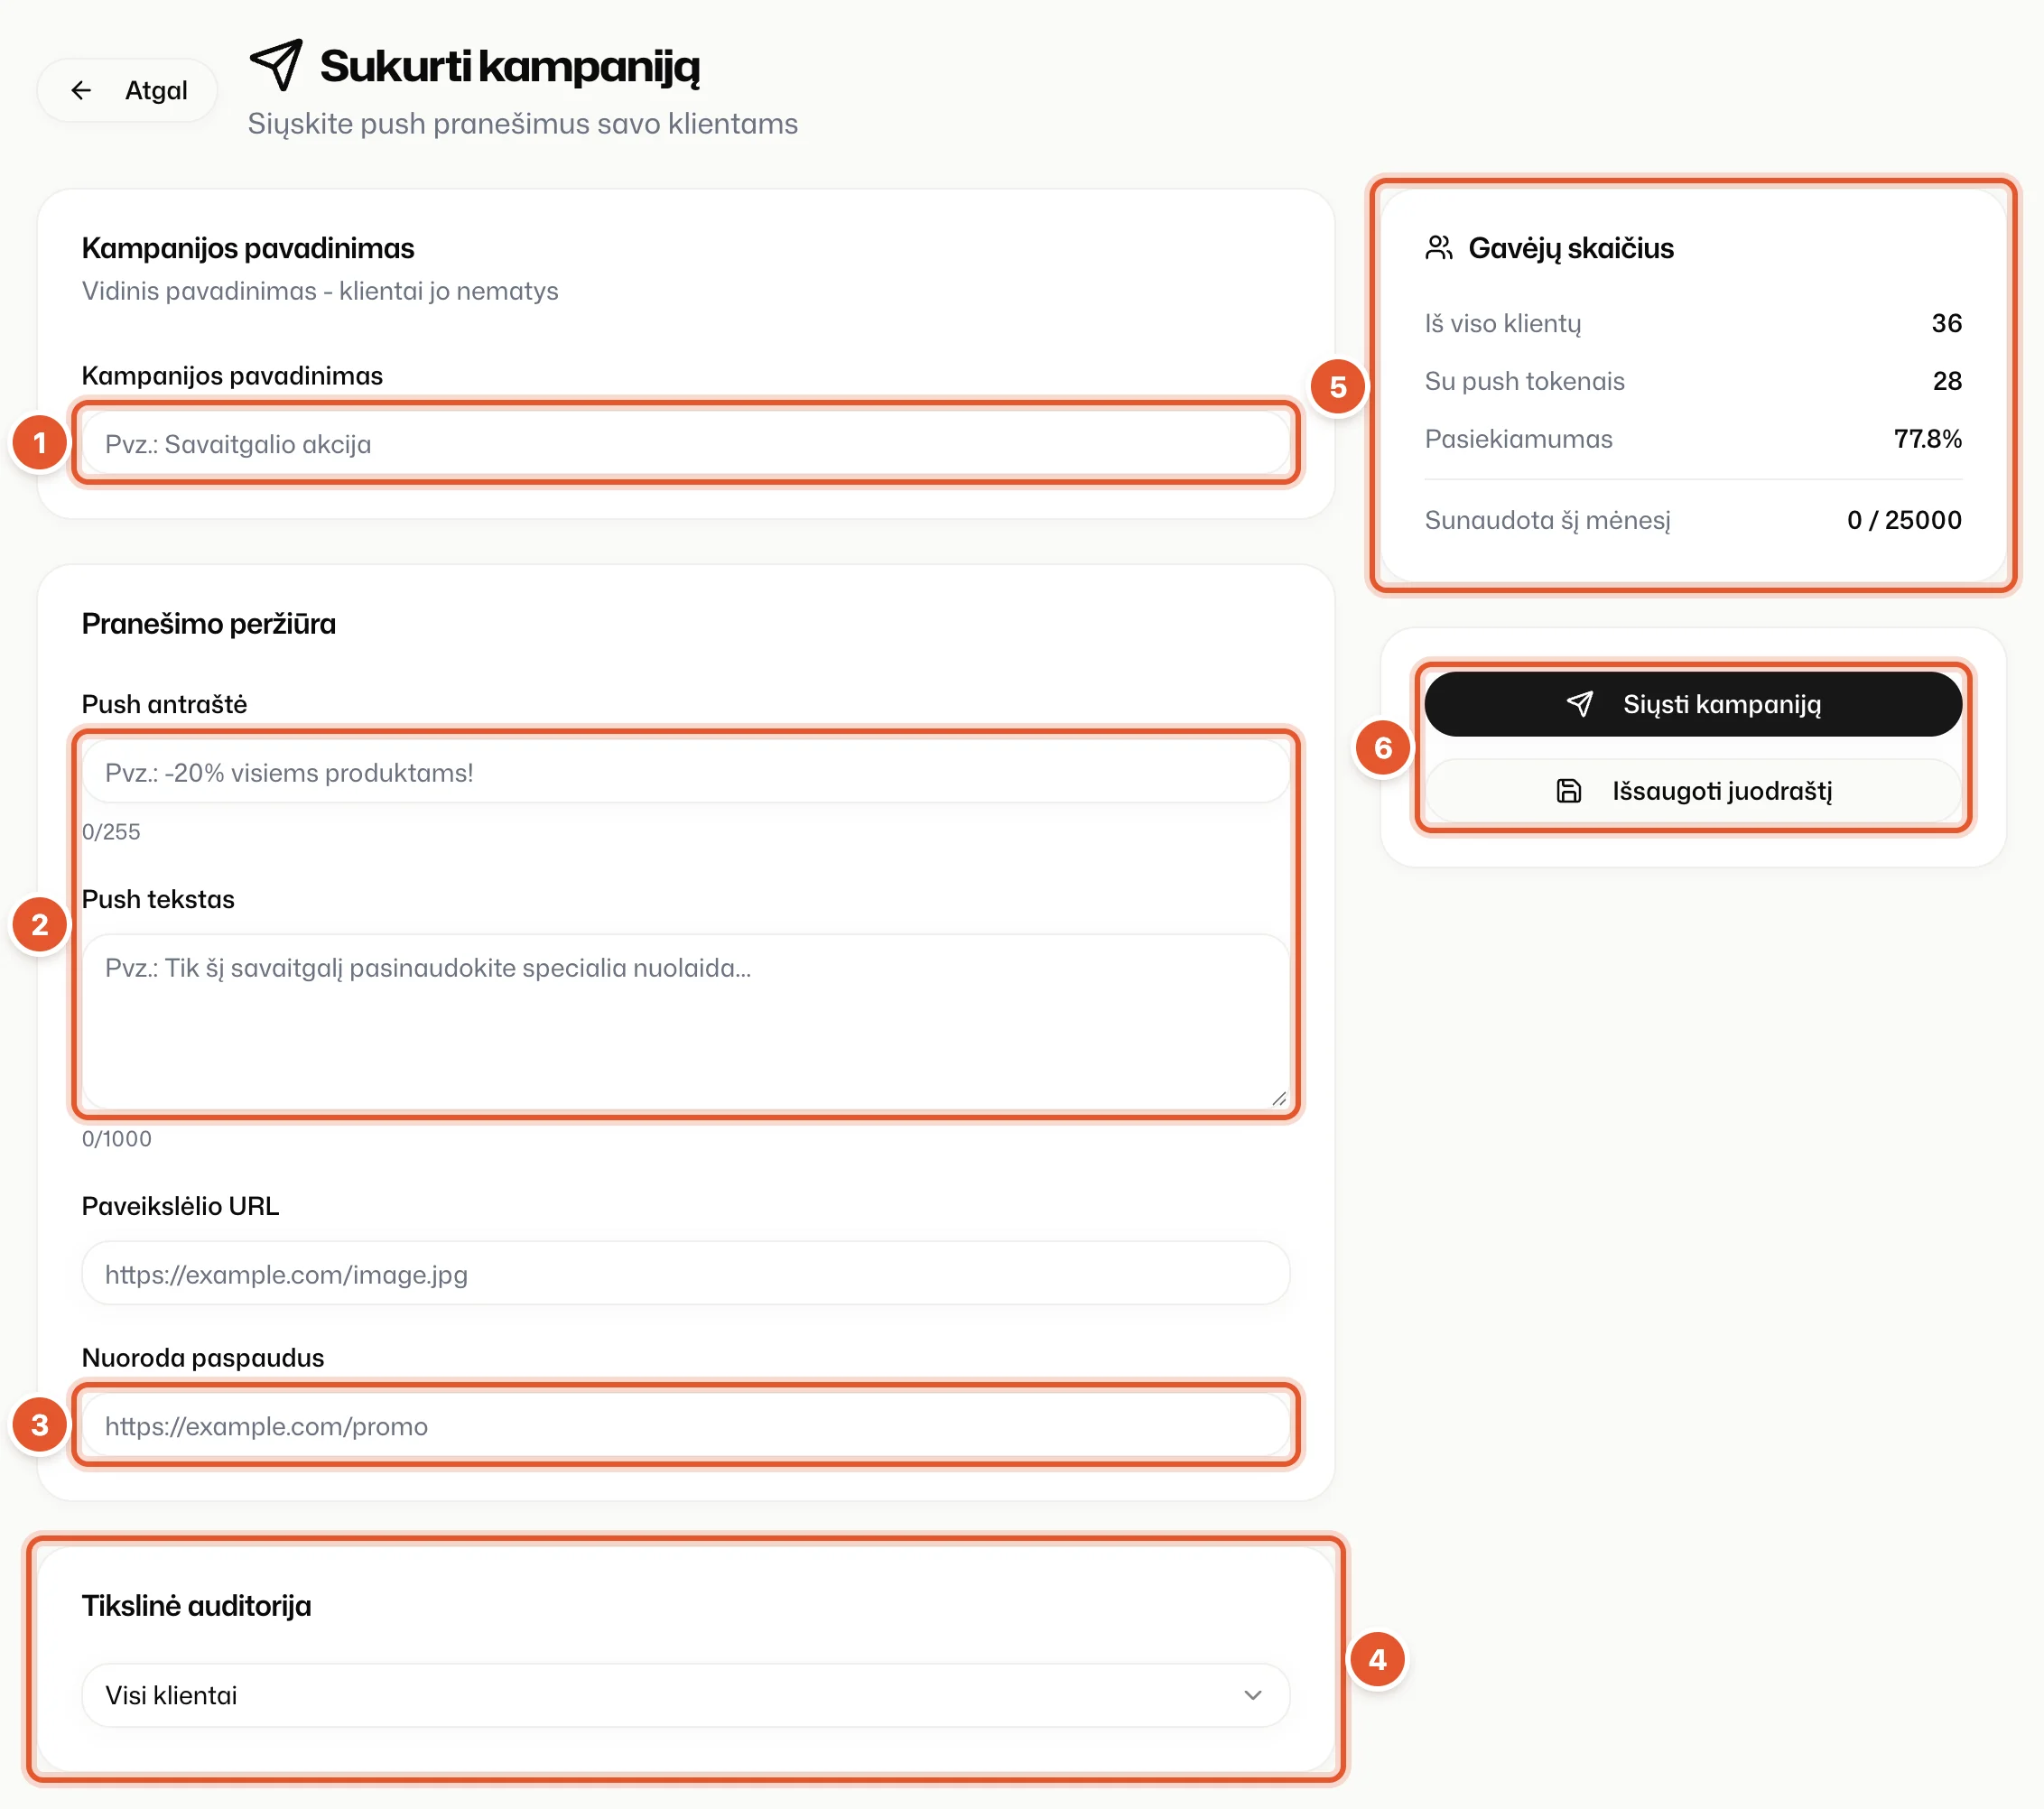 Atgal
Sukurti kampaniją
Siųskite push pranešimus savo klientams
Kampanijos pavadinimas
Vidinis pavadinimas - klientai jo nematys
Kampanijos pavadinimas
1
Pvz.: Savaitgalio akcija
Pranešimo peržiūra
Push antraštė
Pvz.: -20% visiems produktams!
0/255
2
Push tekstas
Pvz.: Tik šį savaitgalį pasinaudokite specialia nuolaida...
0/1000
Paveikslėlio URL
https://example.com/image.jpg
Nuoroda paspaudus
3
https://example.com/promo
Tikslinė auditorija
4
Visi klientai
5
Gavėjų skaičius
Iš viso klientų 36
Su push tokenais 28
Pasiekiamumas 77.8%
Sunaudota šį mėnesį 0 / 25000
6
Siųsti kampaniją
Išsaugoti juodraštį